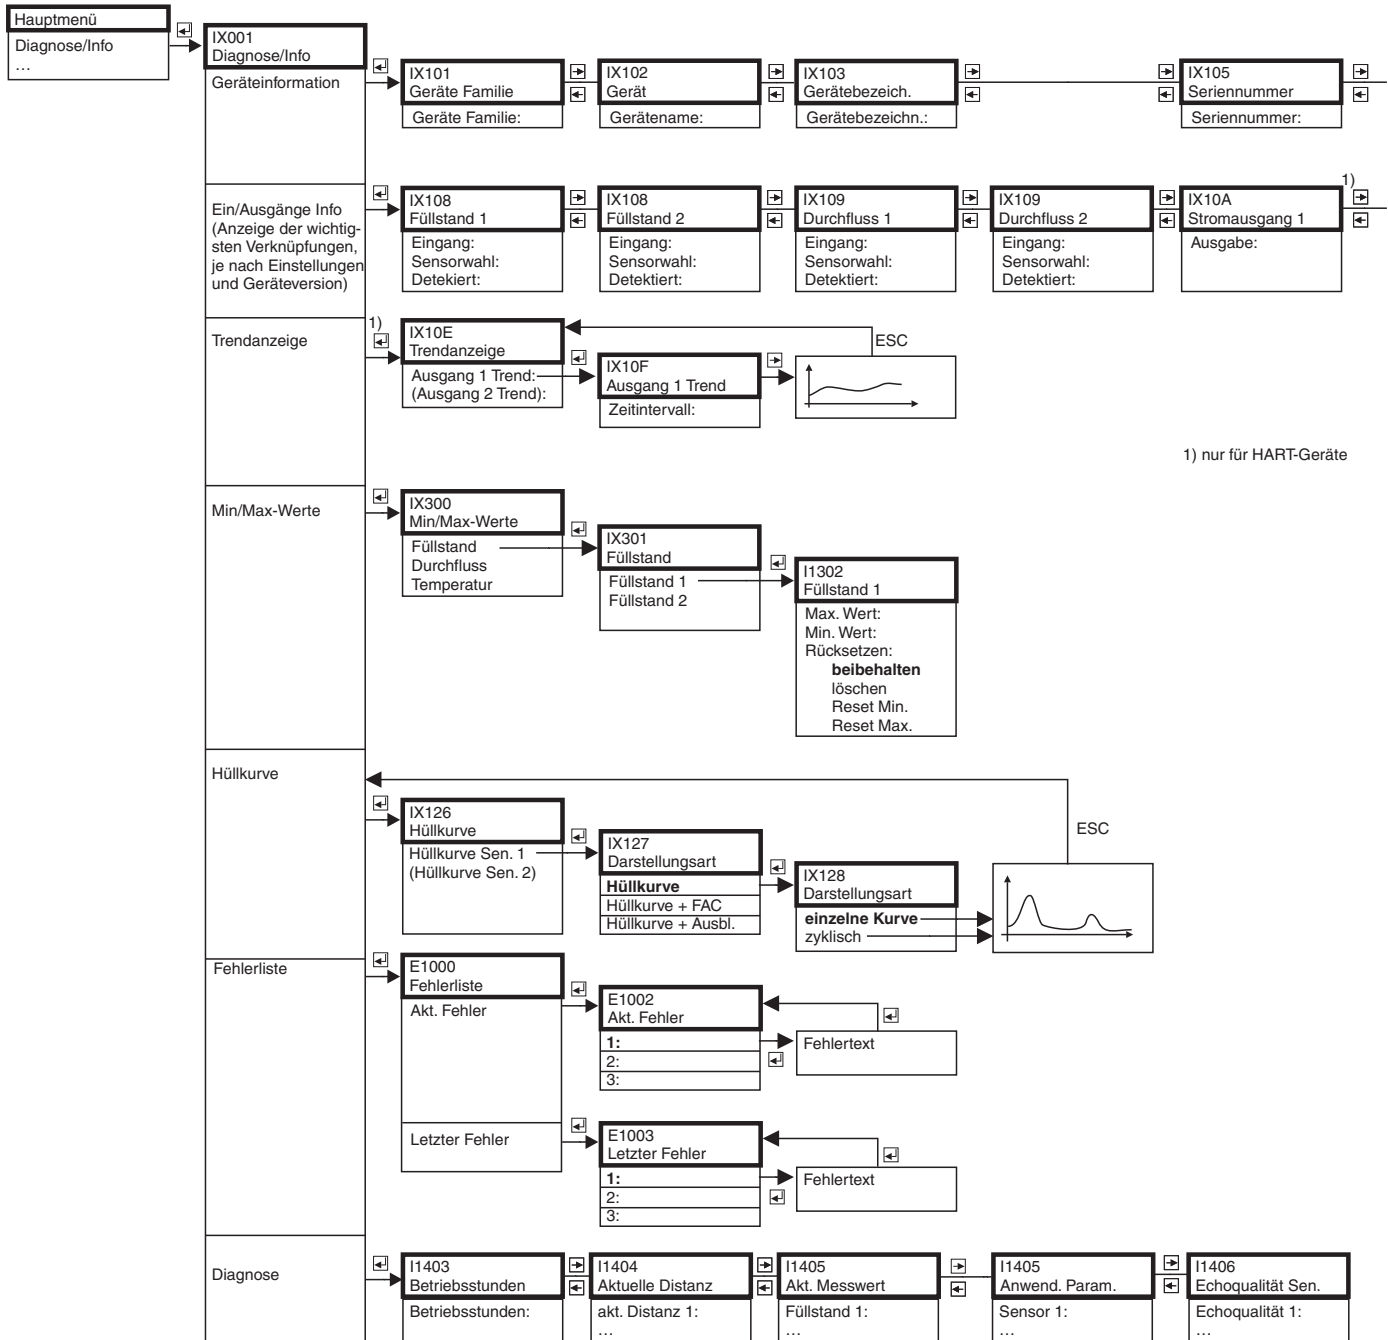 Hauptmenü
Diagnose/Info
...
IX001
Diagnose/Info
Geräteinformation
IX101
Geräte Familie
Geräte Familie:
IX102
Gerät
Gerätename:
IX103
Gerätebezeich.
Gerätebezeichn.:
IX105
Seriennummer
Seriennummer:
Ein/Ausgänge Info
(Anzeige der wichtig-
sten Verknüpfungen,
je nach Einstellungen
und Geräteversion)
IX108
Füllstand 1
Eingang:
Sensorwahl:
Detekiert:
IX108
Füllstand 2
Eingang:
Sensorwahl:
Detektiert:
IX109
Durchfluss 1
Eingang:
Sensorwahl:
Detektiert:
IX109
Durchfluss 2
Eingang:
Sensorwahl:
Detektiert:
1)
IX10A
Stromausgang 1
Ausgabe:
Trendanzeige
1)
IX10E
Trendanzeige
Ausgang 1 Trend:
(Ausgang 2 Trend):
IX10F
Ausgang 1 Trend
Zeitintervall:
ESC
1) nur für HART-Geräte
Min/Max-Werte
IX300
Min/Max-Werte
Füllstand
Durchfluss
Temperatur
IX301
Füllstand
Füllstand 1
Füllstand 2
I1302
Füllstand 1
Max. Wert:
Min. Wert:
Rücksetzen:
beibehalten
löschen
Reset Min.
Reset Max.
Hüllkurve
IX126
Hüllkurve
Hüllkurve Sen. 1
(Hüllkurve Sen. 2)
IX127
Darstellungsart
Hüllkurve
Hüllkurve + FAC
Hüllkurve + Ausbl.
IX128
Darstellungsart
einzelne Kurve
zyklisch
ESC
Fehlerliste
E1000
Fehlerliste
Akt. Fehler
E1002
Akt. Fehler
1:
2:
3:
Fehlertext
Letzter Fehler
E1003
Letzter Fehler
1:
2:
3:
Fehlertext
Diagnose
I1403
Betriebsstunden
Betriebsstunden:
I1404
Aktuelle Distanz
akt. Distanz 1:
...
I1405
Akt. Messwert
Füllstand 1:
...
I1405
Anwend. Param.
Sensor 1:
...
I1406
Echoqualität Sen.
Echoqualität 1:
...